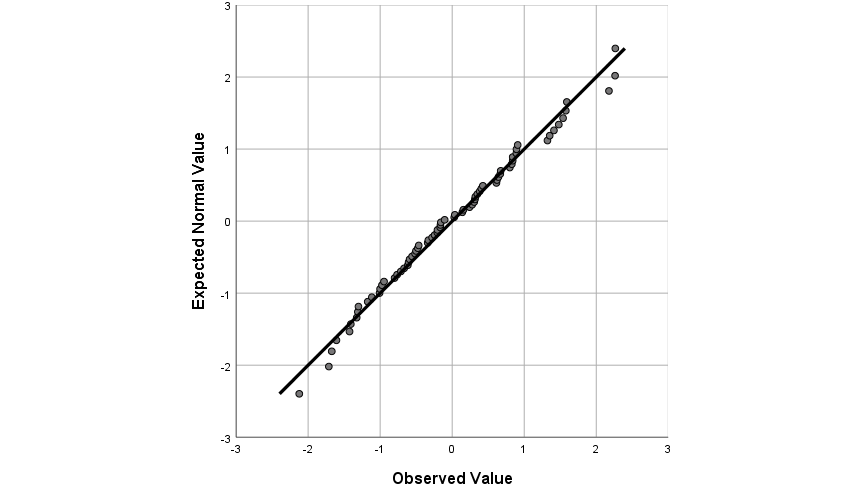 3
2
1
0
-1
-2
-3
Expected Normal Value
-3 -2 -1 0 1 2 3
Observed Value